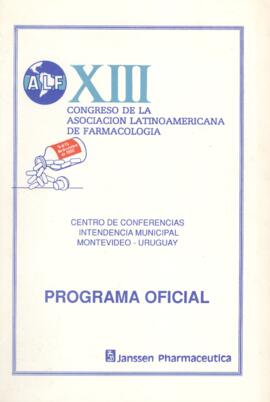 ALF
XIII
CONGRESO DE LA
ASOCIACION LATINOAMERICANA
DE FARMACOLOGIA
CENTRO DE CONFERENCIAS
INTENDENCIA MUNICIPAL
MONTEVIDEO - URUGUAY
PROGRAMA OFICIAL
Janssen Pharmaceutica